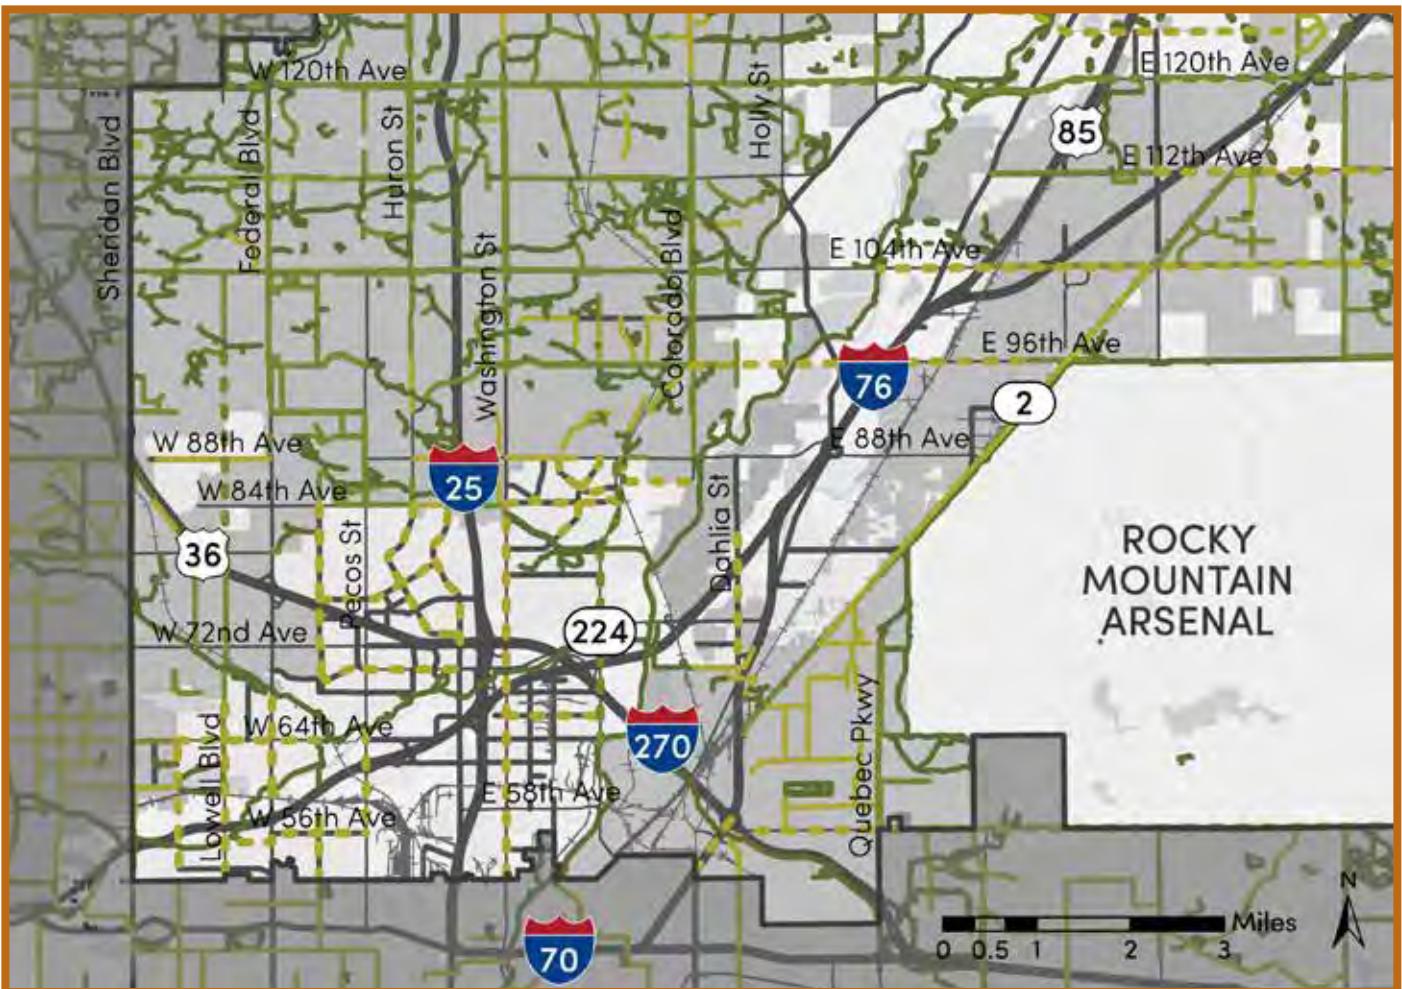 W 120th Ave
E 120th Ave
Holly St
85
Huron St
Federal Blvd
Sheridan Blvd
E 112th Ave
Washington St
Colorado Blvd
E 104th Ave
E 96th Ave
76
2
W 88th Ave
E 88th Ave
25
W 84th Ave
Dahlia St
Pecos St
36
ROCKY
MOUNTAIN
ARSENAL
224
W 72nd Ave
Quebec Pkwy
Lowell Blvd
W 64th Ave
270
E 58th Ave
W 56th Ave
N
Miles
0 0.5 1 2 3
70